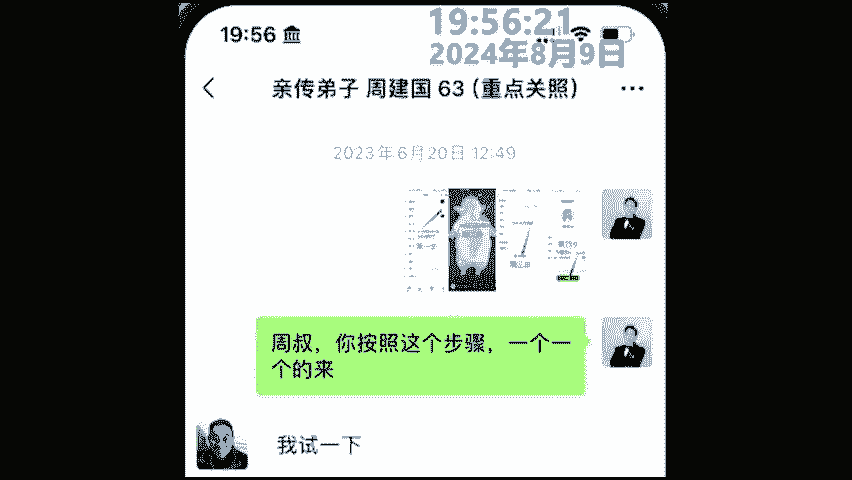 19:56
19:56:21
2024年8月9日
亲传弟子 周建国 63 (重点关照)
2023年6月20日 12:49
周叔，你按照这个步骤，一个一
个的来
我试一下